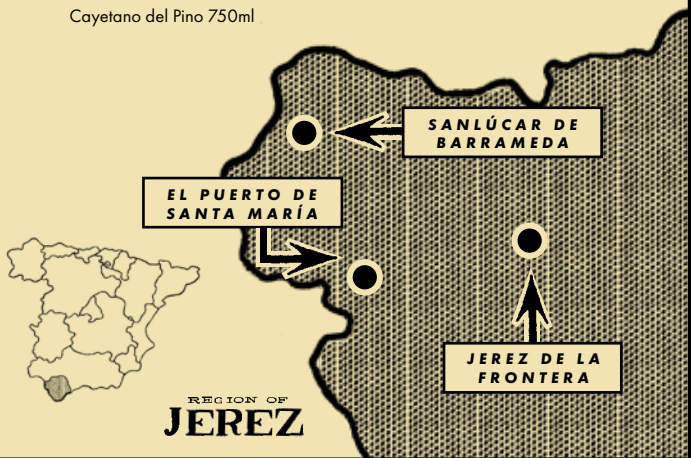 Cayetano del Pino 750ml
SANLÚCAR DE
BARRAMEDA
EL PUERTO DE
SANTA MARÍA
JEREZ DE LA
FRONTERA
REGION OF
JEREZ